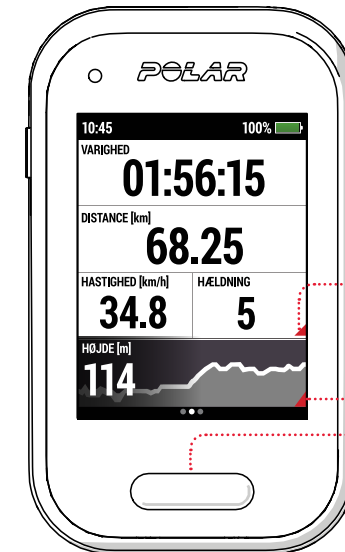 POLAR
10:45 100%
VARIGHED
01:56:15
DISTANCE [km]
68.25
HASTIGHED [km/h] HÆLDNING
34.8 5
HØJDE [m]
114